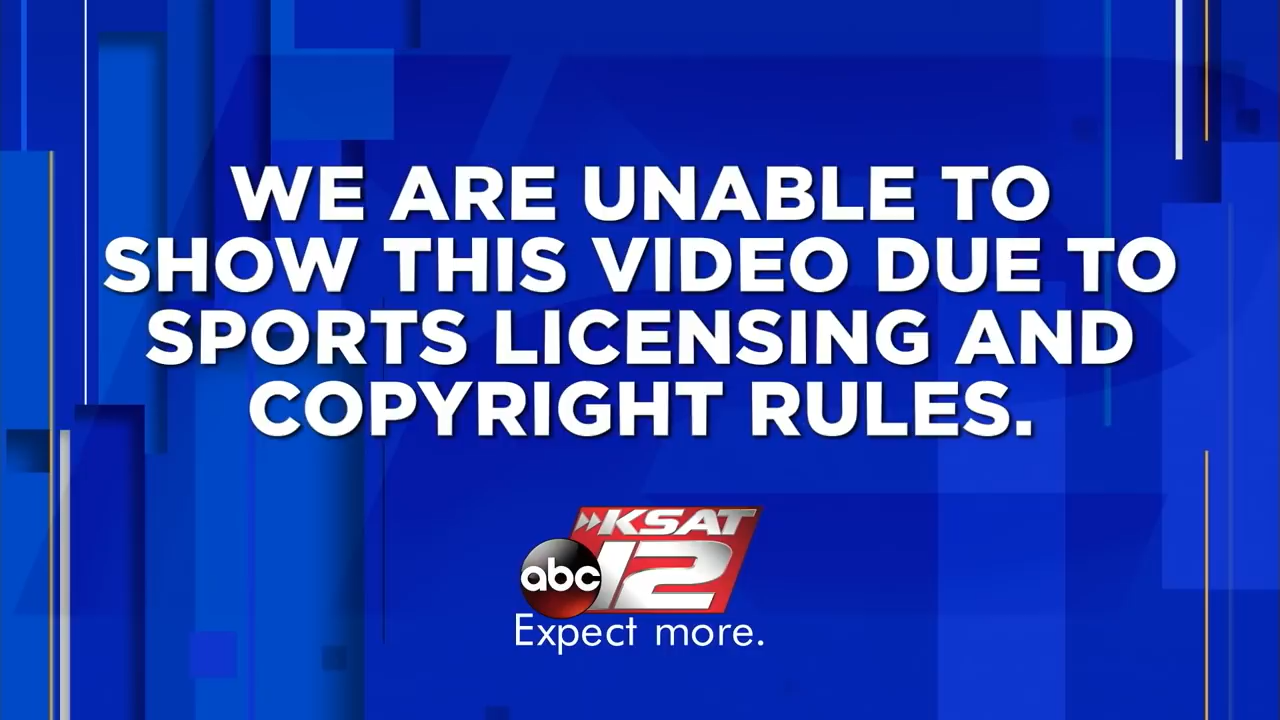 WE ARE UNABLE TO
SHOW THIS VIDEO DUE TO
SPORTS LICENSING AND
COPYRIGHT RULES.
KSAT
abc 12
Expect more.